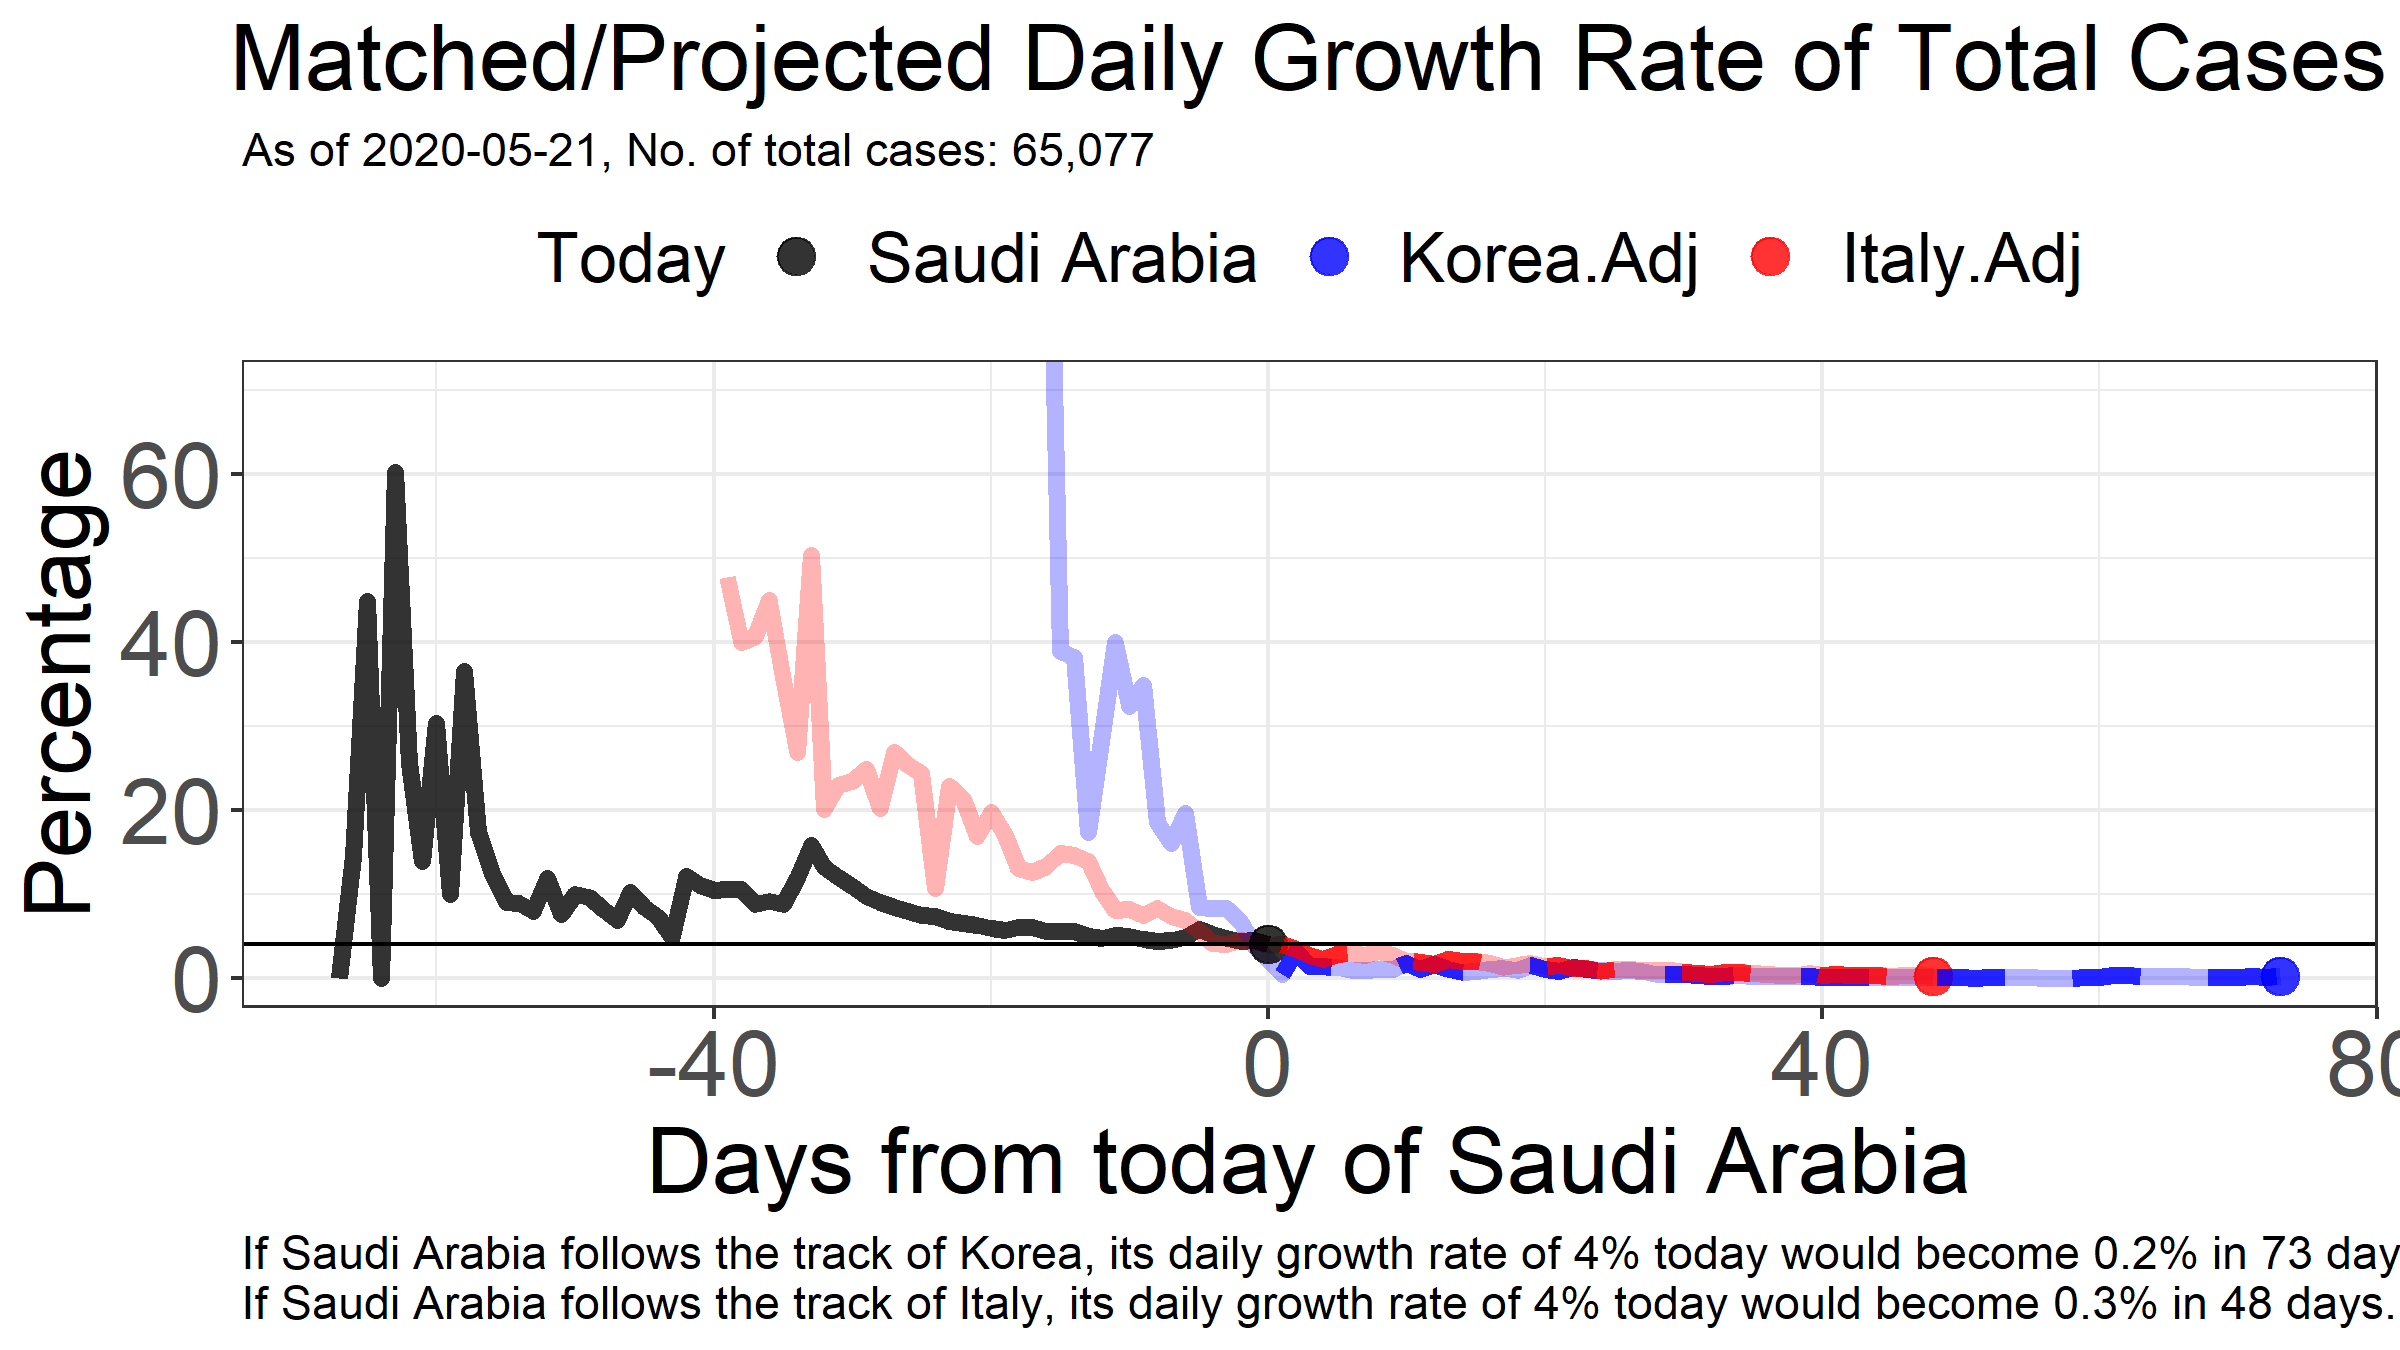 Matched/Projected Daily Growth Rate of Total Cases
As of 2020-05-21, No. of total cases: 65,077
Today Saudi Arabia Korea.Adj Italy.Adj
Percentage
60
40
20
0
-40 0 40 80
Days from today of Saudi Arabia
If Saudi Arabia follows the track of Korea, its daily growth rate of 4% today would become 0.2% in 73 day
If Saudi Arabia follows the track of Italy, its daily growth rate of 4% today would become 0.3% in 48 days.